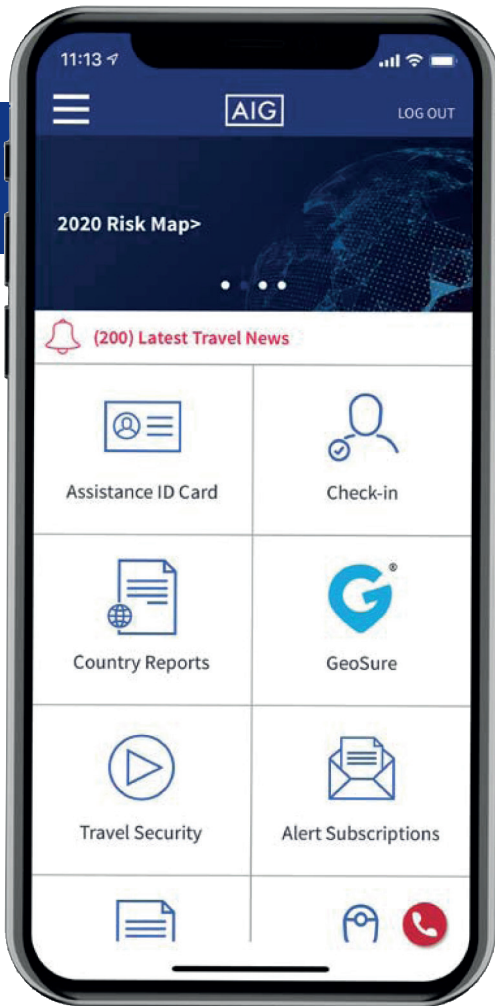 11:13
AIG
LOG OUT
2020 Risk Map>
(200) Latest Travel News
Assistance ID Card
Check-in
Country Reports
GeoSure
®
Travel Security
Alert Subscriptions